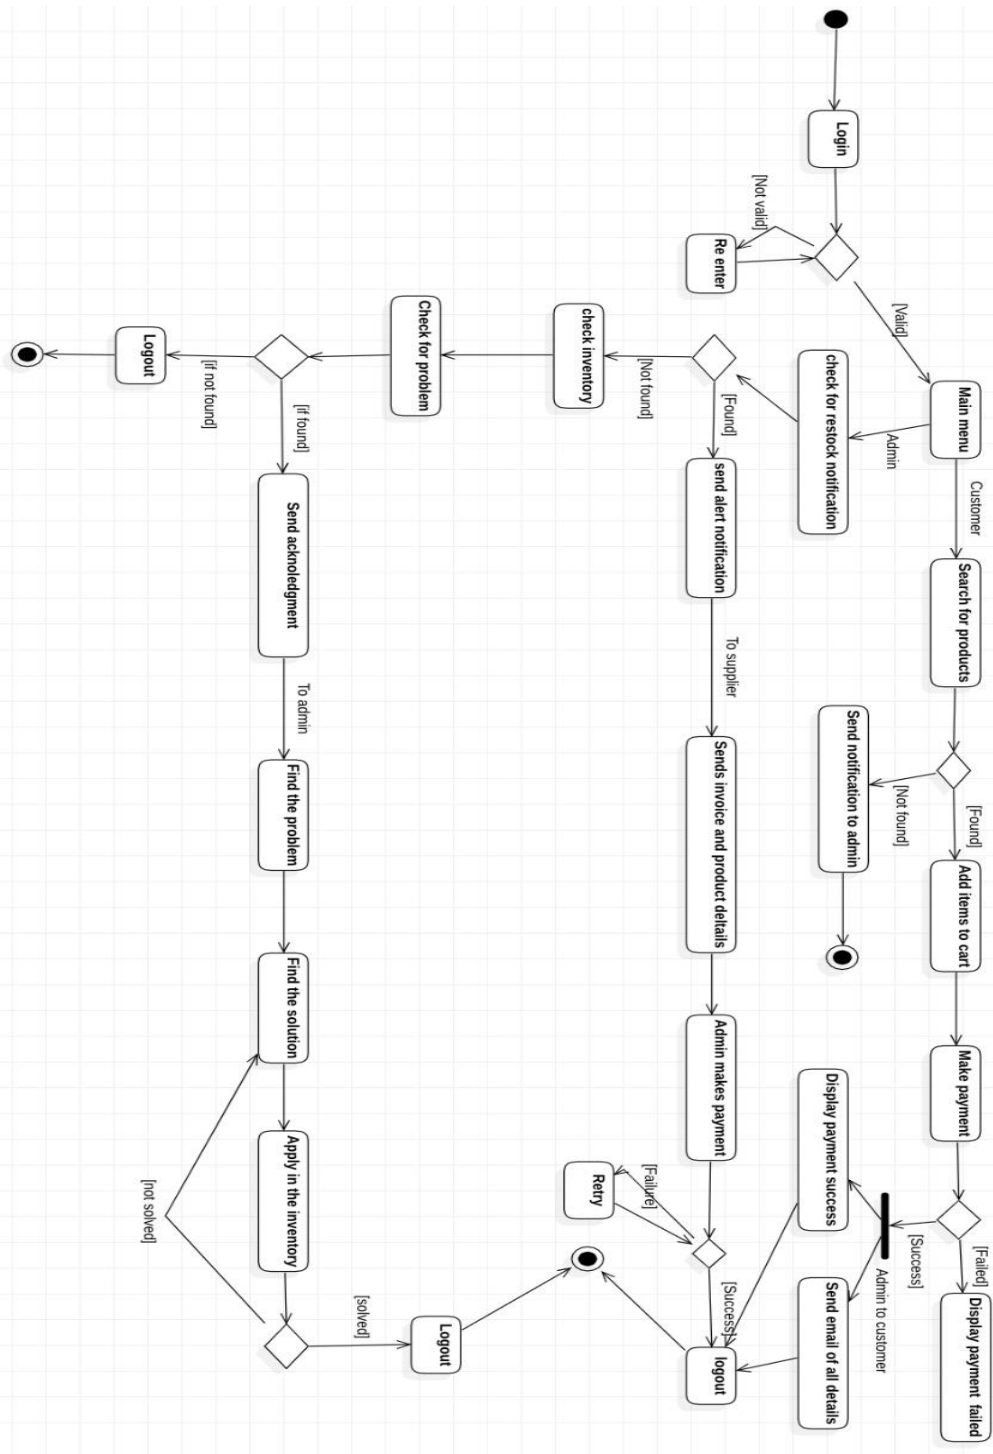 Login
[Not valid]
Re enter
[Valid]
Main menu
Customer
Search for products
[Found]
Add items to cart
Make payment
[Failed]
Display payment failed
Admin
check for restock notification
[Not found]
Send notification to admin
[Success]
Admin to customer
Display payment success
Send email of all details
[Found]
send alert notification
To supplier
Sends invoice and product deltails
Admin makes payment
[Success]
logout
[Failure]
Retry
[Not found]
check inventory
Check for problem
[if found]
Send acknoledgment
To admin
Find the problem
Find the solution
Apply in the inventory
[solved]
Logout
[not solved]
[if not found]
Logout